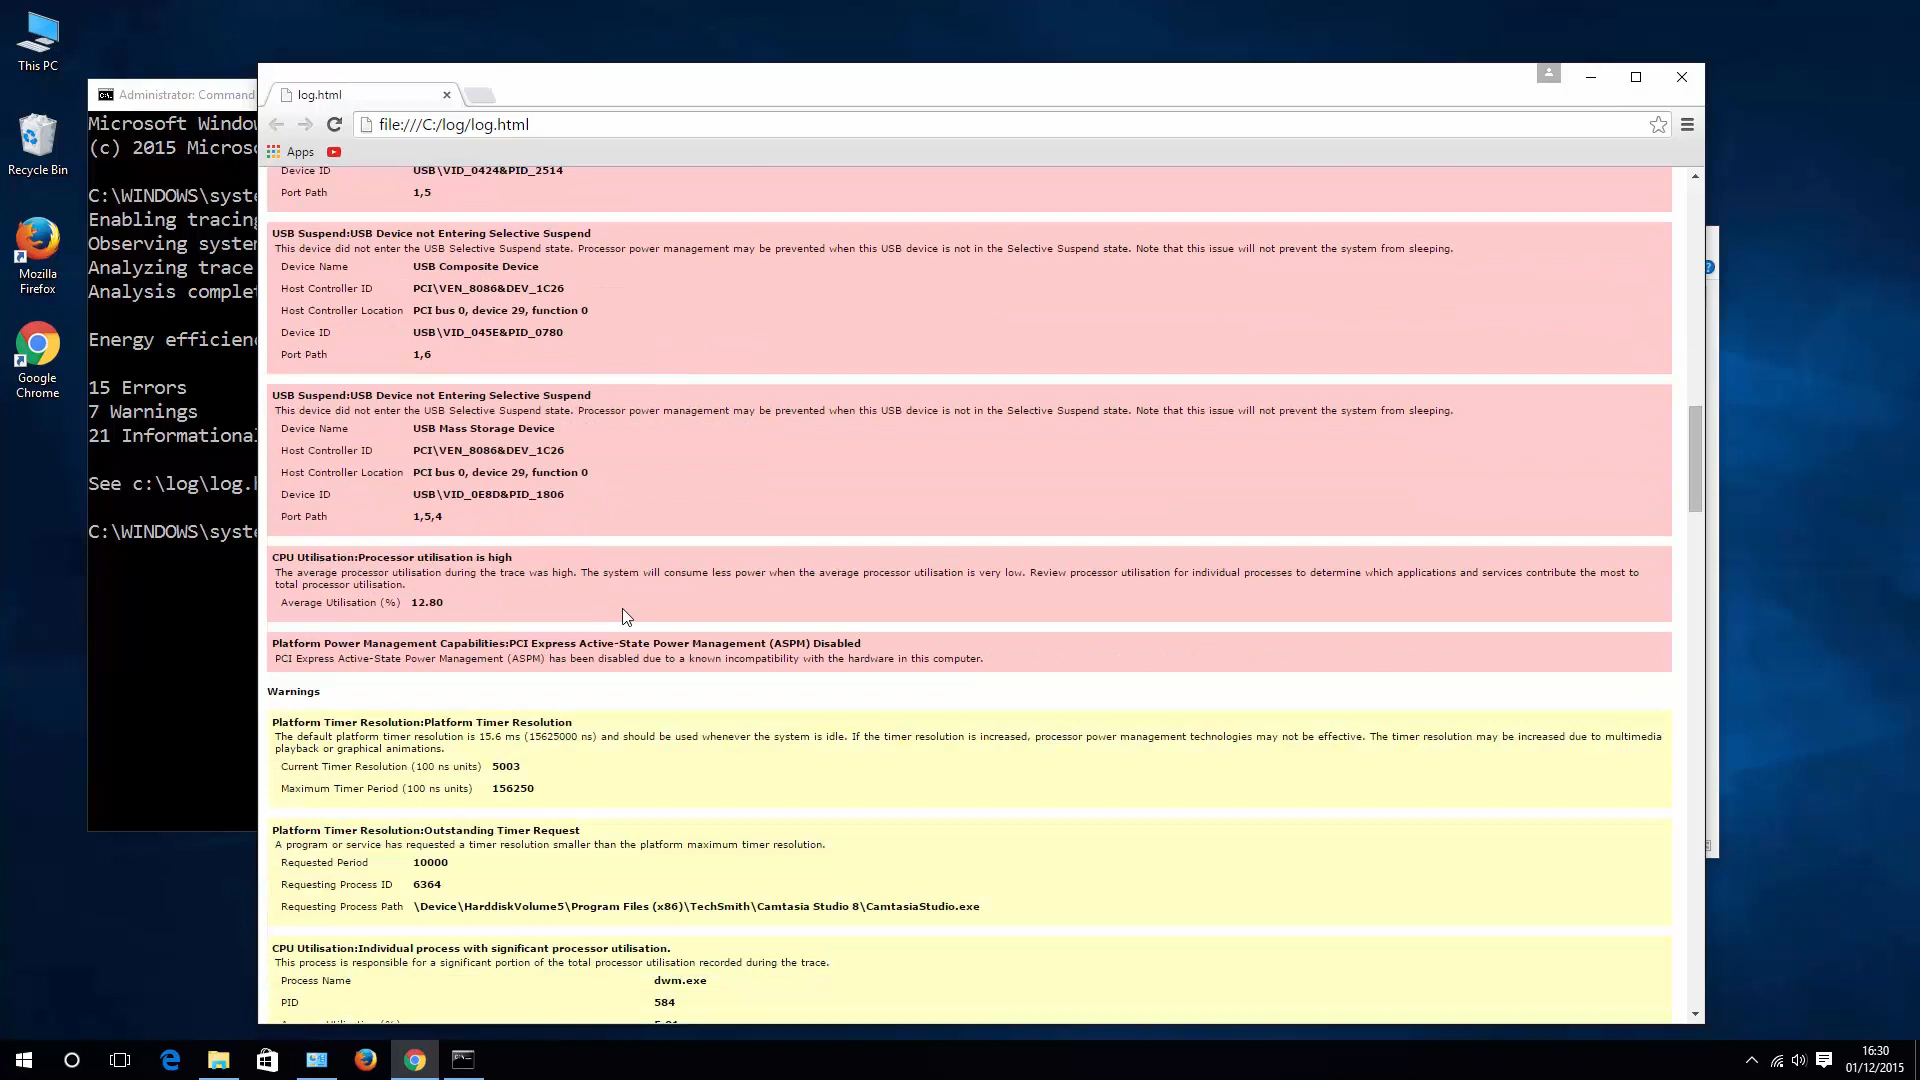 This PC
Recycle Bin
Mozilla
Firefox
Google
Chrome
Administrator: Command
Microsoft Window
(c) 2015 Microso
C:\WINDOWS\syste
Enabling tracing
Observing system
Analyzing trace
Analysis complet
Energy efficienc
15 Errors
7 Warnings
21 Informational
See c:\log\log.h
C:\WINDOWS\syste
log.html
file:///C:/log/log.html
Apps
Device ID USB\VID_0424&PID_2514
Port Path 1,5
USB Suspend:USB Device not Entering Selective Suspend
This device did not enter the USB Selective Suspend state. Processor power management may be prevented when this USB device is not in the Selective Suspend state. Note that this issue will not prevent the system from sleeping.
Device Name USB Composite Device
Host Controller ID PCI\VEN_8086&DEV_1C26
Host Controller Location PCI bus 0, device 29, function 0
Device ID USB\VID_045E&PID_0780
Port Path 1,6
USB Suspend:USB Device not Entering Selective Suspend
This device did not enter the USB Selective Suspend state. Processor power management may be prevented when this USB device is not in the Selective Suspend state. Note that this issue will not prevent the system from sleeping.
Device Name USB Mass Storage Device
Host Controller ID PCI\VEN_8086&DEV_1C26
Host Controller Location PCI bus 0, device 29, function 0
Device ID USB\VID_0E8D&PID_1806
Port Path 1,5,4
CPU Utilisation:Processor utilisation is high
The average processor utilisation during the trace was high. The system will consume less power when the average processor utilisation is very low. Review processor utilisation for individual processes to determine which applications and services contribute the most to
total processor utilisation.
Average Utilisation (%) 12.80
Platform Power Management Capabilities:PCI Express Active-State Power Management (ASPM) Disabled
PCI Express Active-State Power Management (ASPM) has been disabled due to a known incompatibility with the hardware in this computer.
Warnings
Platform Timer Resolution:Platform Timer Resolution
The default platform timer resolution is 15.6 ms (15625000 ns) and should be used whenever the system is idle. If the timer resolution is increased, processor power management technologies may not be effective. The timer resolution may be increased due to multimedia
playback or graphical animations.
Current Timer Resolution (100 ns units) 5003
Maximum Timer Period (100 ns units) 156250
Platform Timer Resolution:Outstanding Timer Request
A program or service has requested a timer resolution smaller than the platform maximum timer resolution.
Requested Period 10000
Requesting Process ID 6364
Requesting Process Path \Device\HarddiskVolume5\Program Files (x86)\TechSmith\Camtasia Studio 8\CamtasiaStudio.exe
CPU Utilisation:Individual process with significant processor utilisation.
This process is responsible for a significant portion of the total processor utilisation recorded during the trace.
Process Name dwm.exe
PID 584
16:30
01/12/2015